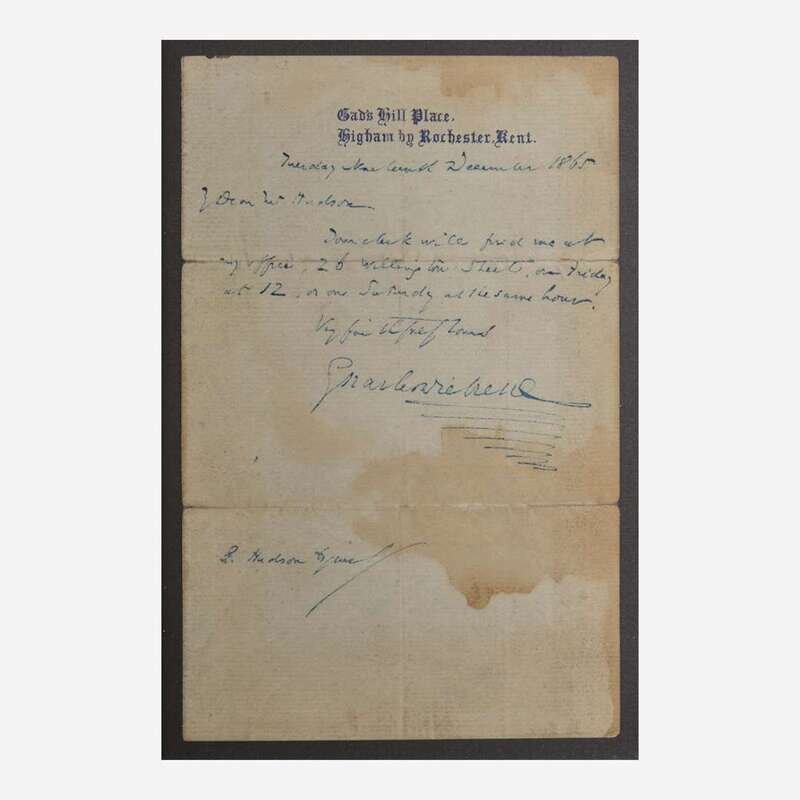 Gad's Hill Place,
Higham by Rochester, Kent.
Tuesday Nineteenth December 1865
Dear Mr Hudson
Your clerk will find me at
my office, 26 Wellington Street, on Friday
at 12, or on Saturday at the same hour.
Very faithfully Yours
Charles Dickens
Hudson Esquire